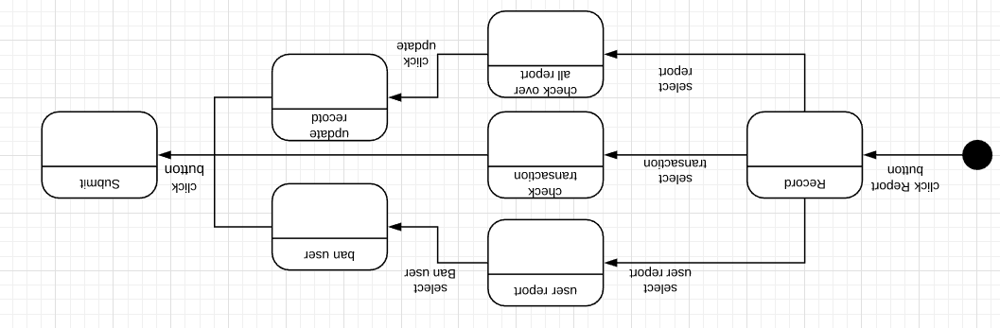 click Report
button
Record
select
user report
select
transaction
select
report
user report
check
transaction
check over
all report
select
Ban user
click
update
ban user
update
recotd
click
button
Submit